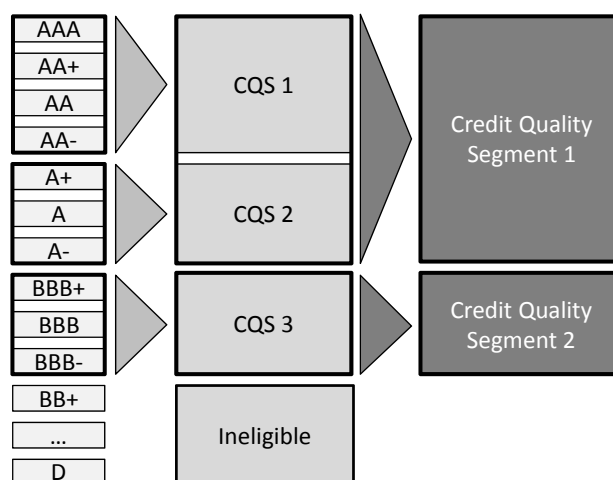 AAA
AA+
AA
AA-
A+
A
A-
BBB+
BBB
BBB-
BB+
...
D
CQS 1
CQS 2
CQS 3
Ineligible
Credit Quality
Segment 1
Credit Quality
Segment 2